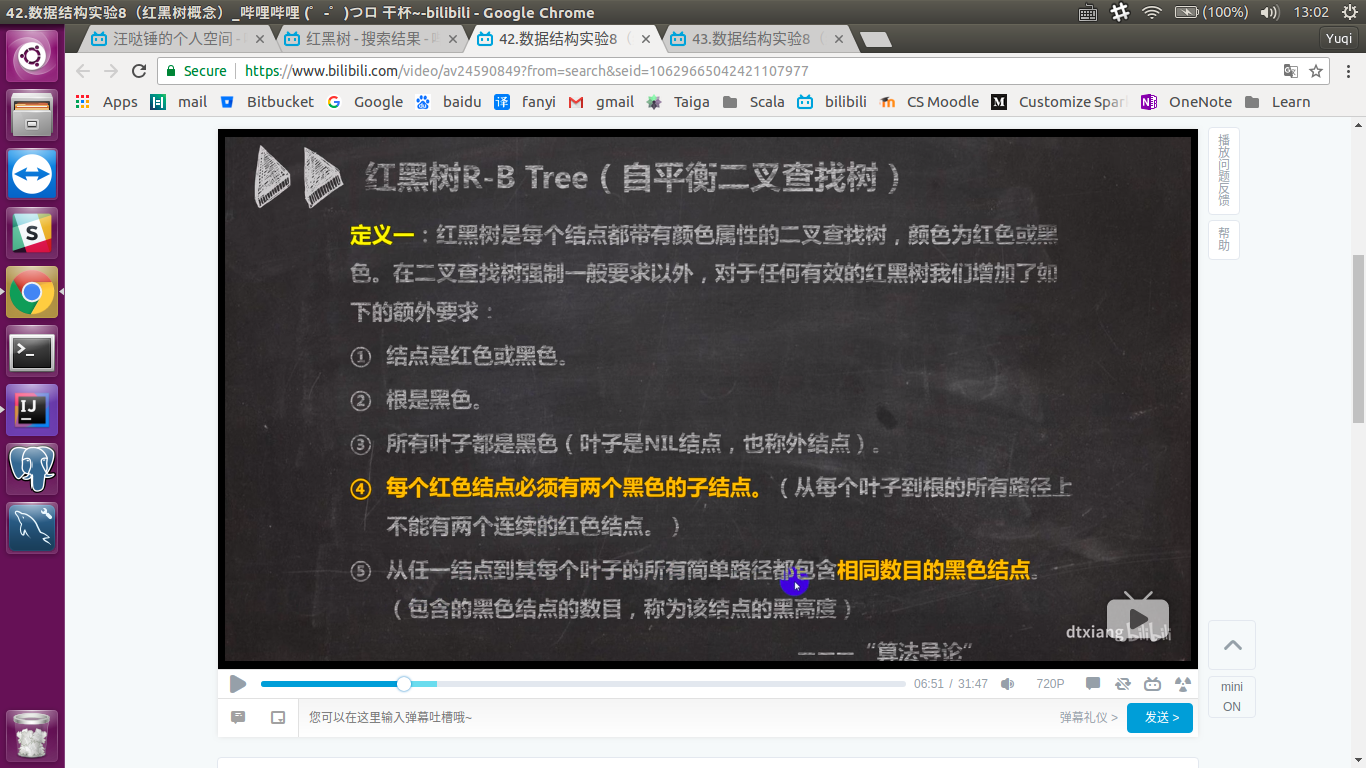 42.数据结构实验8（红黑树概念）_哔哩哔哩 (゜-゜)つロ 干杯~-bilibili - Google Chrome
(100%)
13:02
汪哒锤的个人空间 -
红黑树 - 搜索结果 -
42.数据结构实验8（
43.数据结构实验8（
Yuqi
Secure
https://www.bilibili.com/video/av24590849?from=search&seid=10629665042421107977
Apps
mail
Bitbucket
Google
baidu
fanyi
gmail
Taiga
Scala
bilibili
CS Moodle
Customize Spar
OneNote
Learn
红黑树R-B Tree（自平衡二叉查找树）
定义一：红黑树是每个结点都带有颜色属性的二叉查找树，颜色为红色或黑
色。在二叉查找树强制一般要求以外，对于任何有效的红黑树我们增加了如
下的额外要求：
① 结点是红色或黑色。
② 根是黑色。
③ 所有叶子都是黑色（叶子是NIL结点，也称外结点）。
④ 每个红色结点必须有两个黑色的子结点。（从每个叶子到根的所有路径上
不能有两个连续的红色结点。）
⑤ 从任一结点到其每个叶子的所有简单路径都包含相同数目的黑色结点。
（包含的黑色结点的数目，称为该结点的黑高度）
dtxiang
——— “算法导论”
播放问题反馈
帮助
06:51 / 31:47
720P
mini
ON
您可以在这里输入弹幕吐槽哦~
弹幕礼仪 >
发送 >